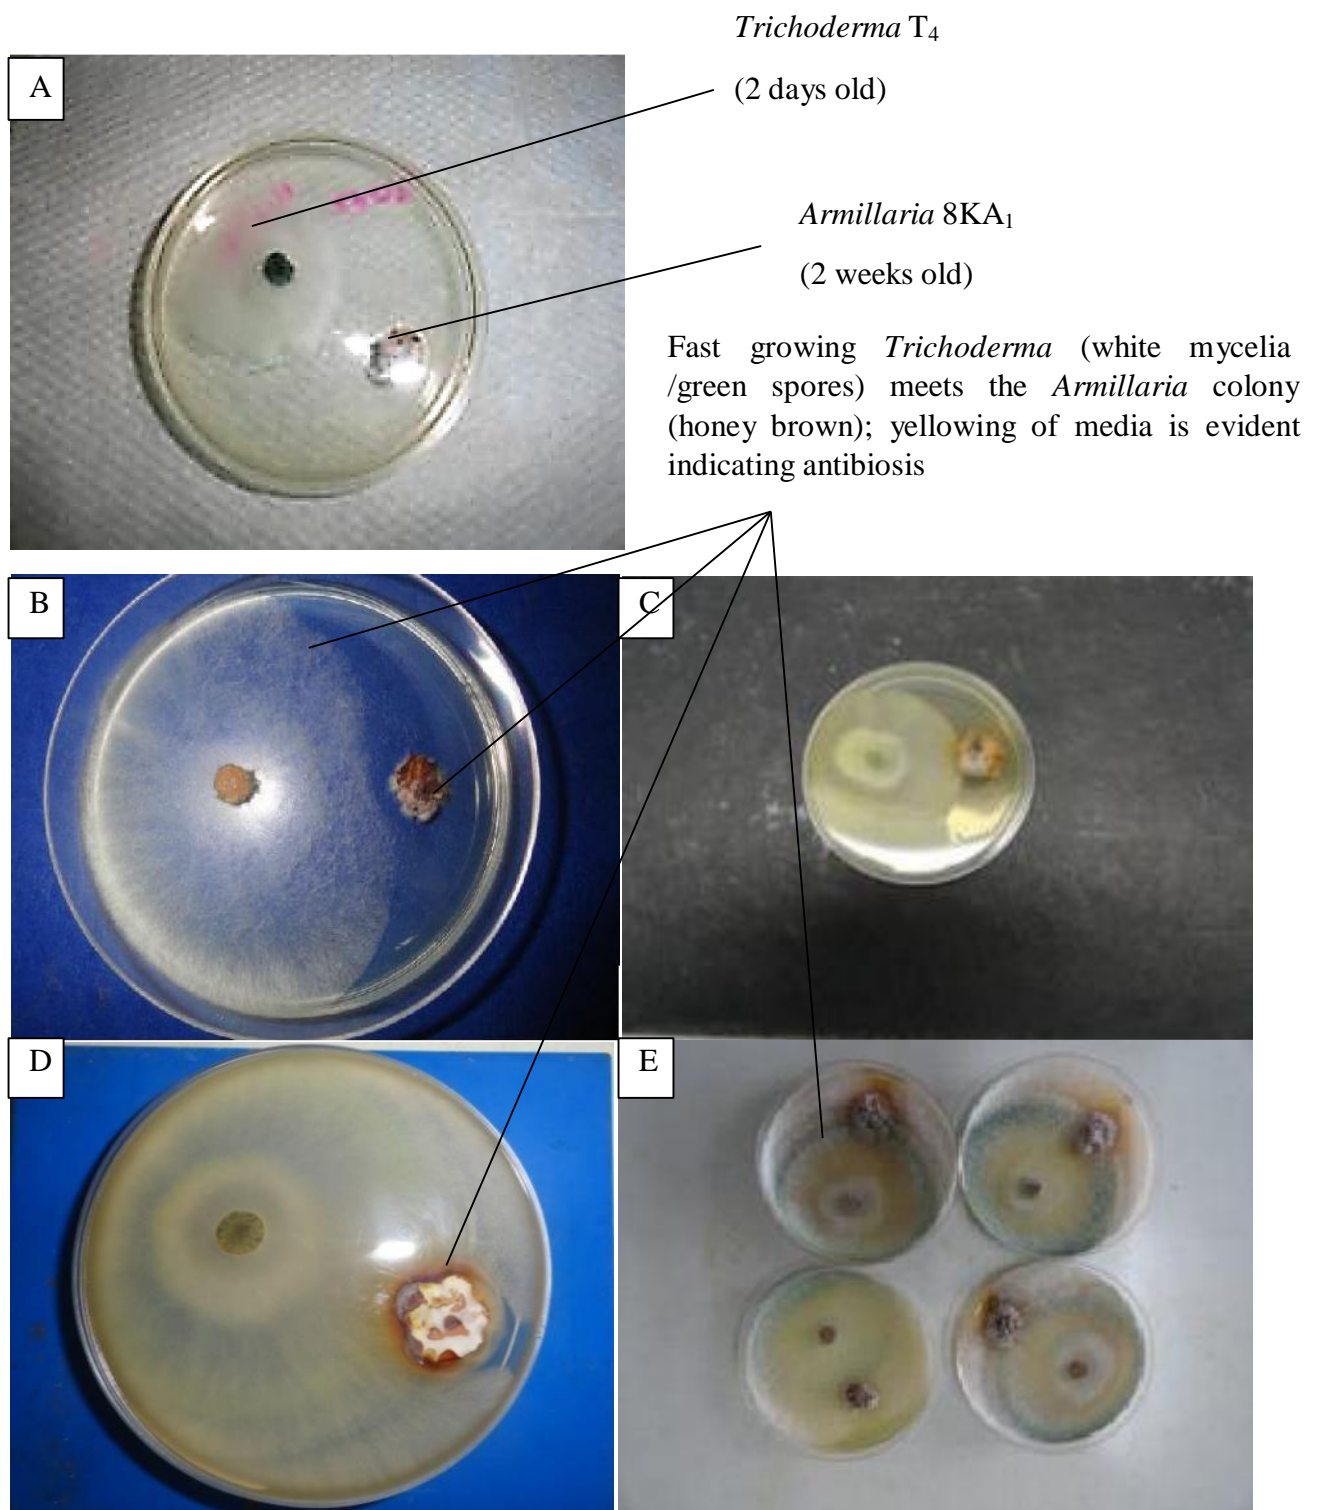 Trichoderma T₄
(2 days old)
A
Armillaria 8KA₁
(2 weeks old)
Fast growing Trichoderma (white mycelia
/green spores) meets the Armillaria colony
(honey brown); yellowing of media is evident
indicating antibiosis
B
C
D
E